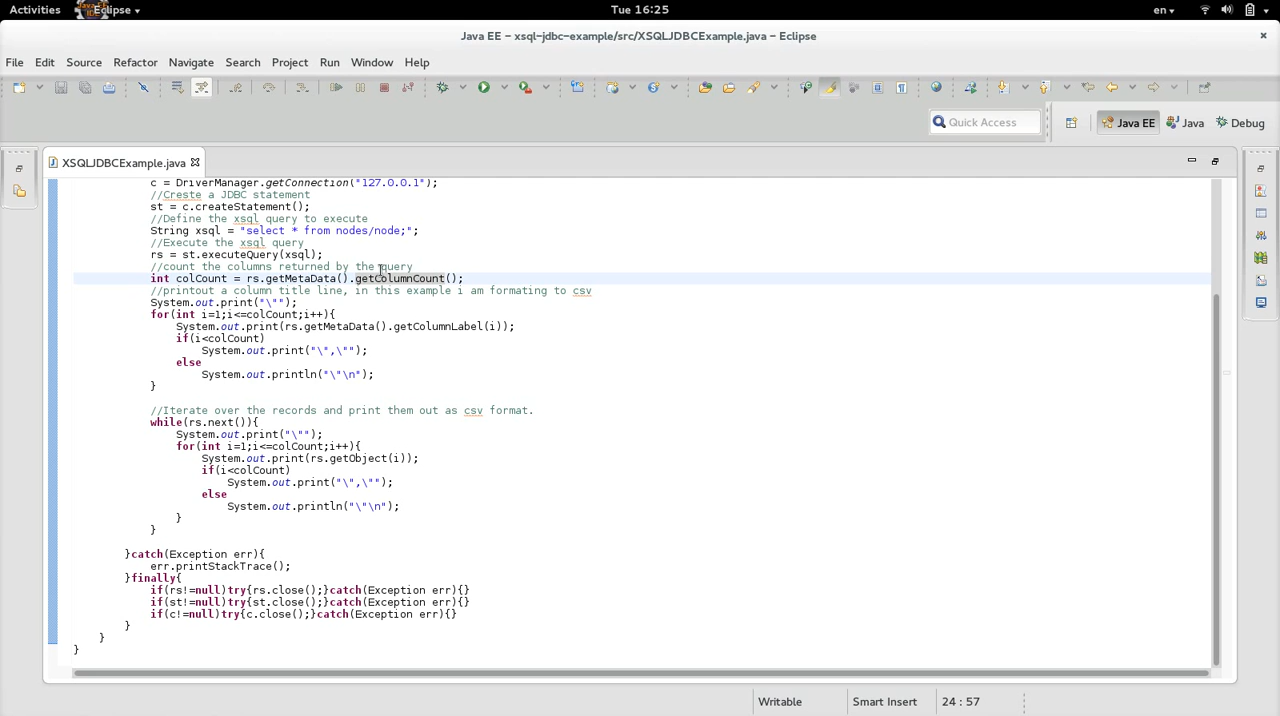 Activities Eclipse Tue 16:25 en
Java EE – xsql-jdbc-example/src/XSQLJDBCExample.java – Eclipse
File Edit Source Refactor Navigate Search Project Run Window Help
Quick Access Java EE Java Debug
XSQLJDBCExample.java
c = DriverManager.getConnection("127.0.0.1");
//Creste a JDBC statement
st = c.createStatement();
//Define the xsql query to execute
String xsql = "select * from nodes/node;";
//Execute the xsql query
rs = st.executeQuery(xsql);
//count the columns returned by the query
int colCount = rs.getMetaData().getColumnCount();
//printout a column title line, in this example i am formating to csv
System.out.print("\"");
for(int i=1;i<=colCount;i++){
System.out.print(rs.getMetaData().getColumnLabel(i));
if(i<colCount)
System.out.print("\",\"");
else
System.out.println("\"\n");
}
//Iterate over the records and print them out as csv format.
while(rs.next()){
System.out.print("\"");
for(int i=1;i<=colCount;i++){
System.out.print(rs.getObject(i));
if(i<colCount)
System.out.print("\",\"");
else
System.out.println("\"\n");
}
}
}catch(Exception err){
err.printStackTrace();
}finally{
if(rs!=null)try{rs.close();}catch(Exception err){}
if(st!=null)try{st.close();}catch(Exception err){}
if(c!=null)try{c.close();}catch(Exception err){}
}
}
}
Writable Smart Insert 24 : 57